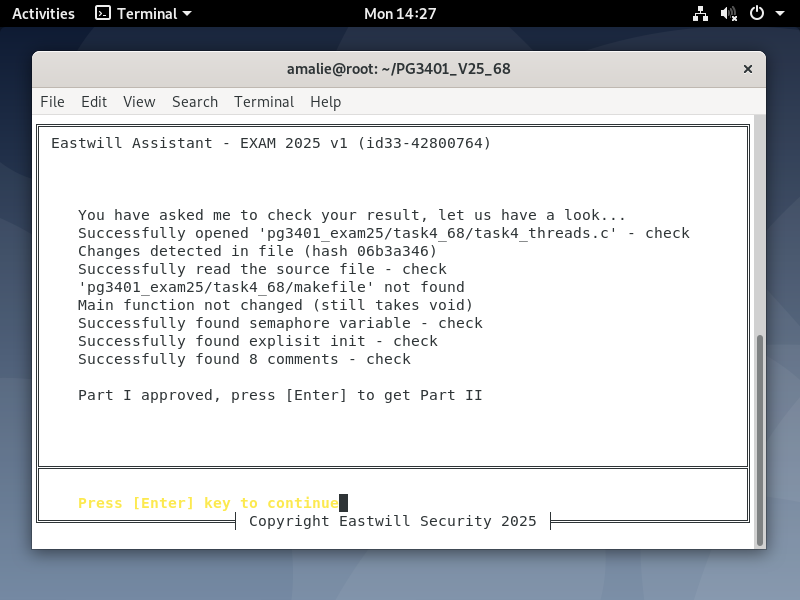 Activities Terminal Mon 14:27
amalie@root: ~/PG3401_V25_68
File Edit View Search Terminal Help
Eastwill Assistant - EXAM 2025 v1 (id33-42800764)
You have asked me to check your result, let us have a look...
Successfully opened 'pg3401_exam25/task4_68/task4_threads.c' - check
Changes detected in file (hash 06b3a346)
Successfully read the source file - check
'pg3401_exam25/task4_68/makefile' not found
Main function not changed (still takes void)
Successfully found semaphore variable - check
Successfully found explisit init - check
Successfully found 8 comments - check
Part I approved, press [Enter] to get Part II
Press [Enter] key to continue
Copyright Eastwill Security 2025